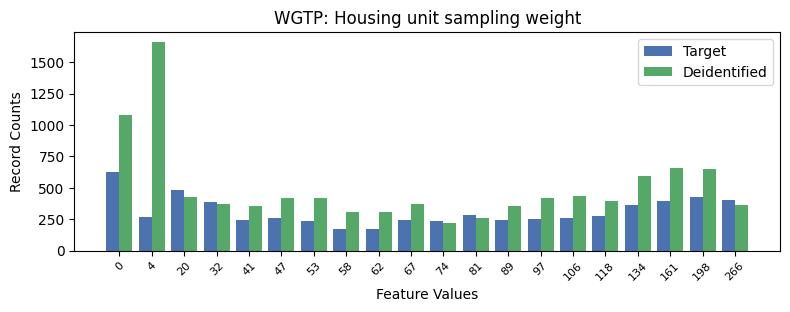 WGTP: Housing unit sampling weight
Target
Deidentified
Record Counts
1500
1250
1000
750
500
250
0
0 4 20 32 41 47 53 58 62 67 74 81 89 97 106 118 134 161 198 266
Feature Values